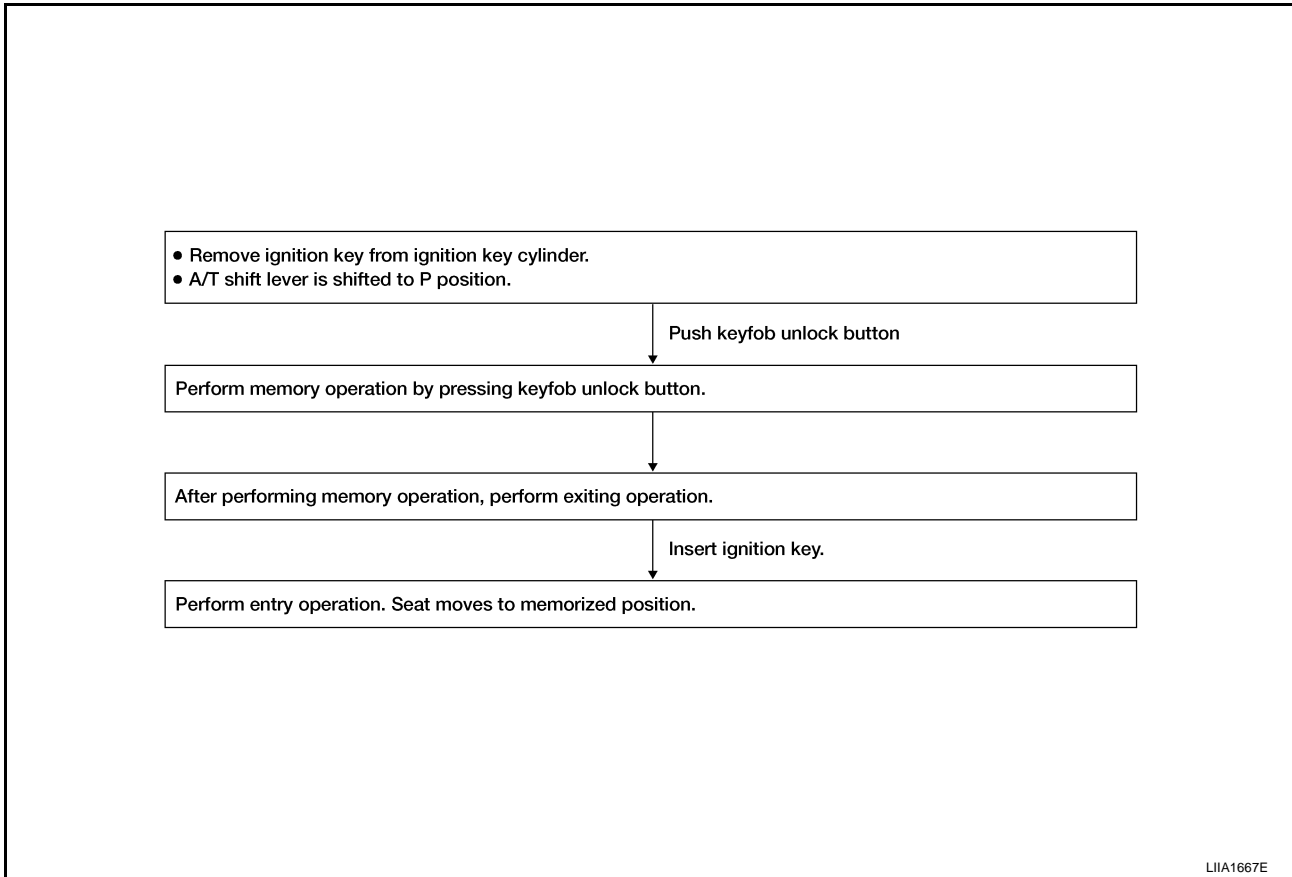 ● Remove ignition key from ignition key cylinder.
● A/T shift lever is shifted to P position.
Push keyfob unlock button
Perform memory operation by pressing keyfob unlock button.
After performing memory operation, perform exiting operation.
Insert ignition key.
Perform entry operation. Seat moves to memorized position.
LIIA1667E